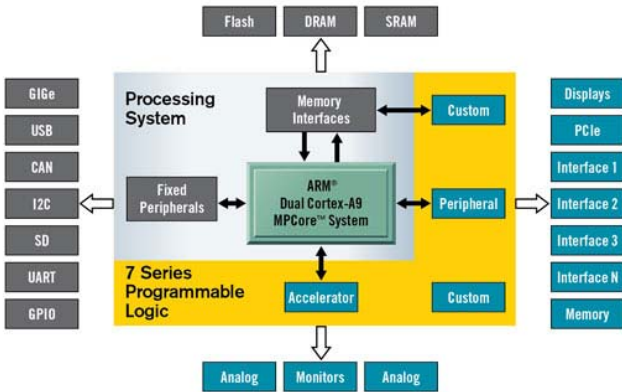 Flash
DRAM
SRAM
GIGe
USB
CAN
I2C
SD
UART
GPIO
Processing
System
Memory
Interfaces
Custom
Fixed
Peripherals
ARM®
Dual Cortex-A9
MPCore™ System
Peripheral
7 Series
Programmable
Logic
Accelerator
Custom
Displays
PCIe
Interface 1
Interface 2
Interface 3
Interface N
Memory
Analog
Monitors
Analog